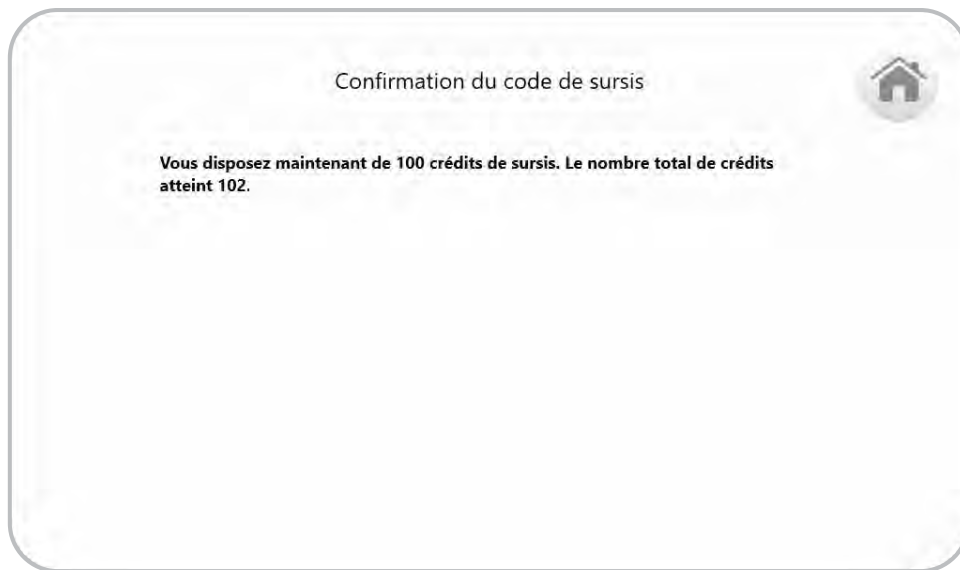 Confirmation du code de sursis
Vous disposez maintenant de 100 crédits de sursis. Le nombre total de crédits
atteint 102.